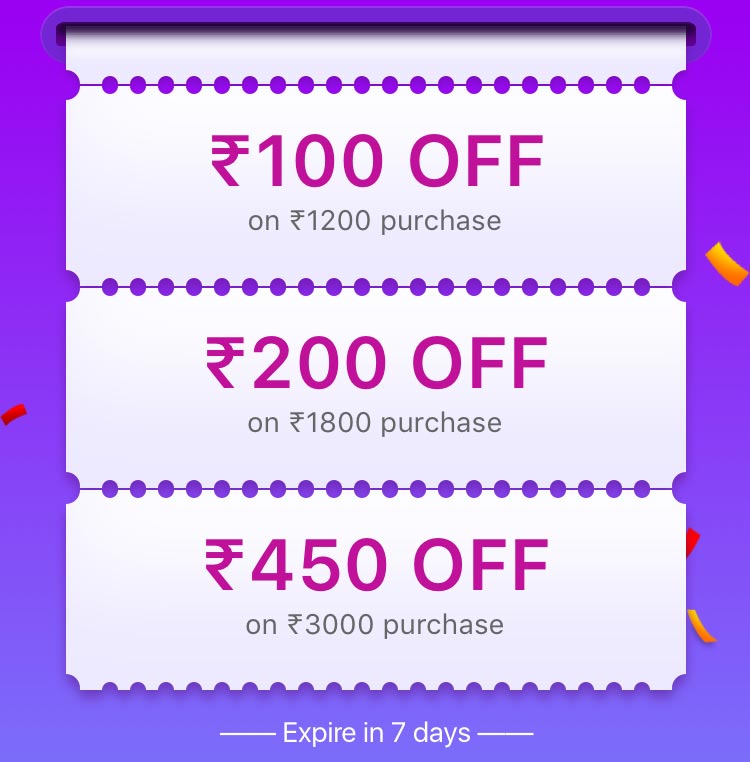 ₹100 OFF
on ₹1200 purchase
₹200 OFF
on ₹1800 purchase
₹450 OFF
on ₹3000 purchase
Expire in 7 days